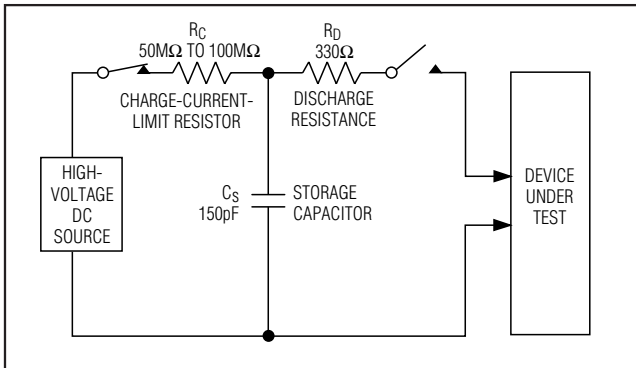 RC
50MΩ TO 100MΩ
CHARGE-CURRENT-
LIMIT RESISTOR
RD
330Ω
DISCHARGE
RESISTANCE
HIGH-
VOLTAGE
DC
SOURCE
CS
150pF
STORAGE
CAPACITOR
DEVICE
UNDER
TEST